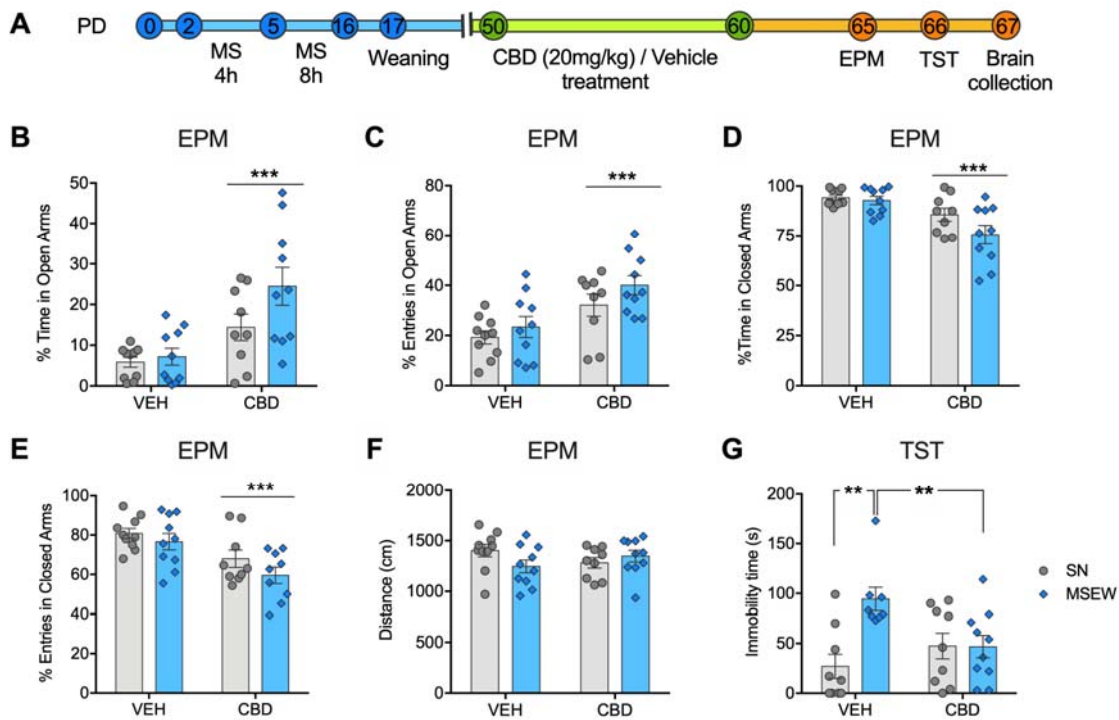 A
PD
0
2
5
16
17
50
60
65
66
67
MS
4h
MS
8h
Weaning
CBD (20mg/kg) / Vehicle
treatment
EPM
TST
Brain
collection
B
EPM
% Time in Open Arms
50
40
30
20
10
0
***
VEH
CBD
C
EPM
% Entries in Open Arms
80
60
40
20
0
***
VEH
CBD
D
EPM
%Time in Closed Arms
100
75
50
25
0
***
VEH
CBD
E
EPM
% Entries in Closed Arms
100
80
60
40
20
0
***
VEH
CBD
F
EPM
Distance (cm)
2000
1500
1000
500
0
VEH
CBD
G
TST
Immobility time (s)
200
150
100
50
0
**
**
VEH
CBD
SN
MSEW